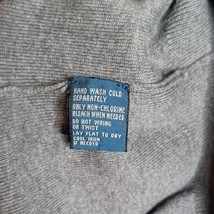 HAND WASH COLD
SEPARATELY
ONLY NON-CHLORINE
BLEACH WHEN NEEDED
DO NOT WRING
OR TWIST
LAY FLAT TO DRY
COOL IRON
IF NEEDED